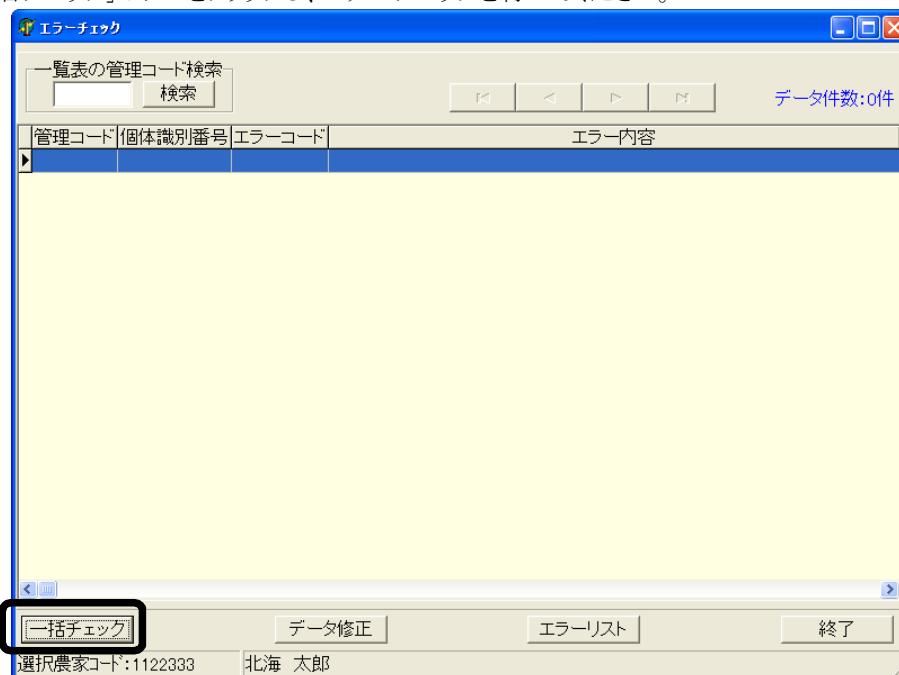 エラーチェック
一覧表の管理コード検索
検索
データ件数:0件
管理コード 個体識別番号 エラーコード エラー内容
一括チェック データ修正 エラーリスト 終了
選択農家コード:1122333 北海 太郎